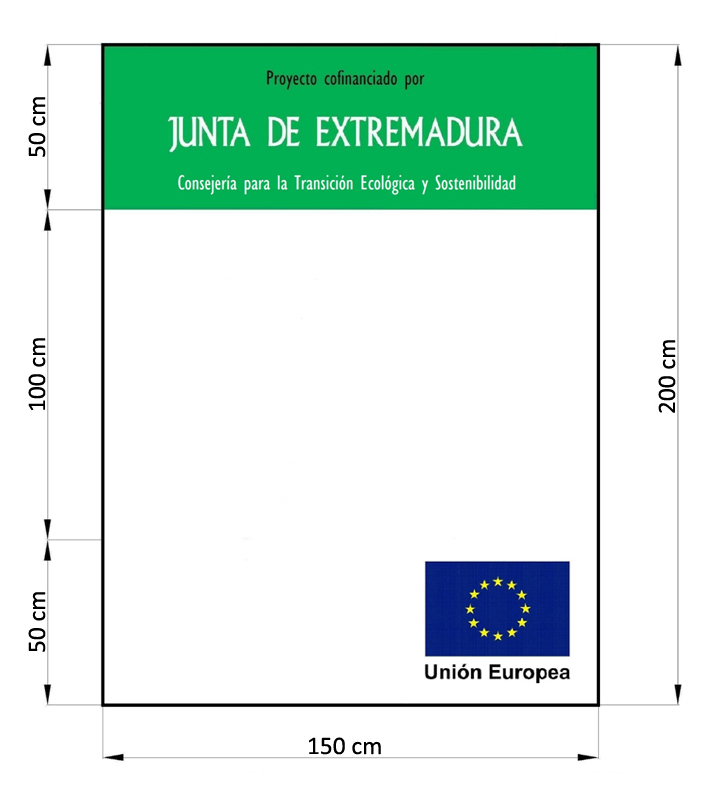 Proyecto cofinanciado por
JUNTA DE EXTREMADURA
Consejería para la Transición Ecológica y Sostenibilidad
50 cm
100 cm
200 cm
50 cm
Unión Europea
150 cm